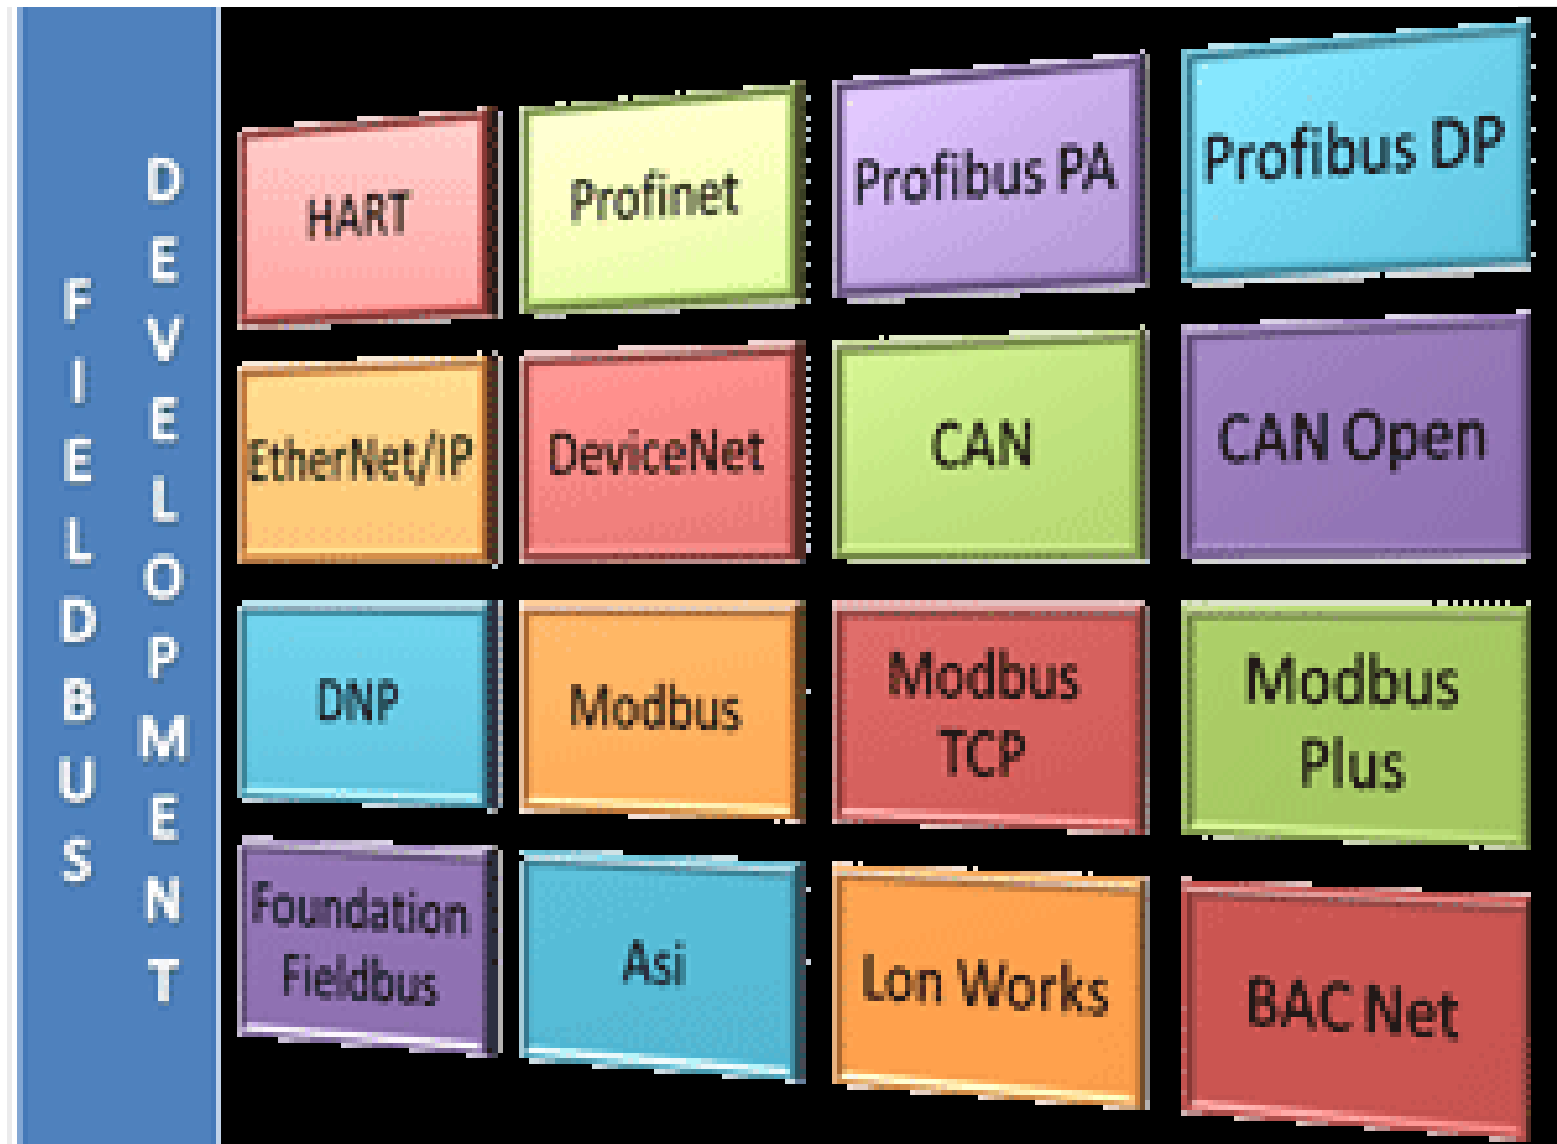 FIELDBUS
DEVELOPMENT
HART
Profinet
Profibus PA
Profibus DP
EtherNet/IP
DeviceNet
CAN
CAN Open
DNP
Modbus
Modbus
TCP
Modbus
Plus
Foundation
Fieldbus
Asi
Lon Works
BAC Net